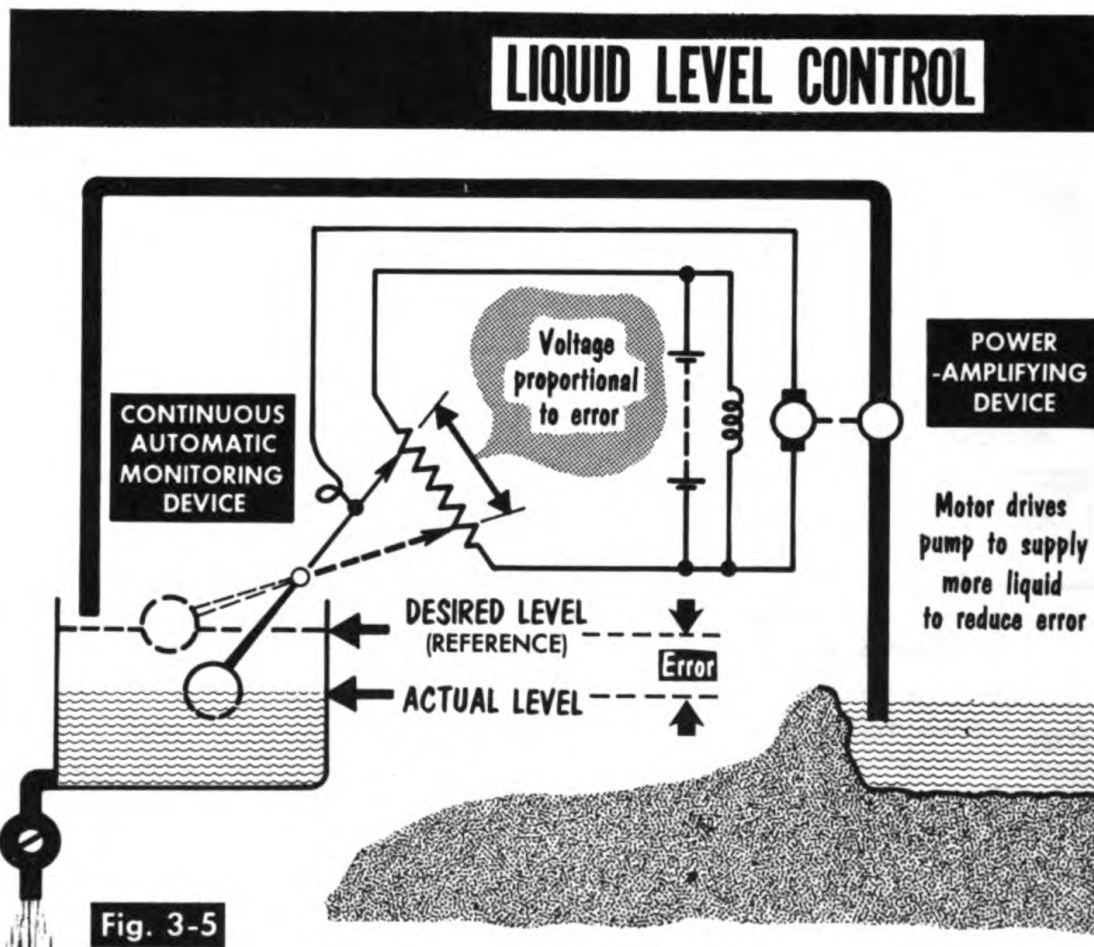 LIQUID LEVEL CONTROL
Voltage
proportional
to error
POWER
-AMPLIFYING
DEVICE
CONTINUOUS
AUTOMATIC
MONITORING
DEVICE
Motor drives
pump to supply
more liquid
to reduce error
DESIRED LEVEL
(REFERENCE)
Error
ACTUAL LEVEL
Fig. 3-5